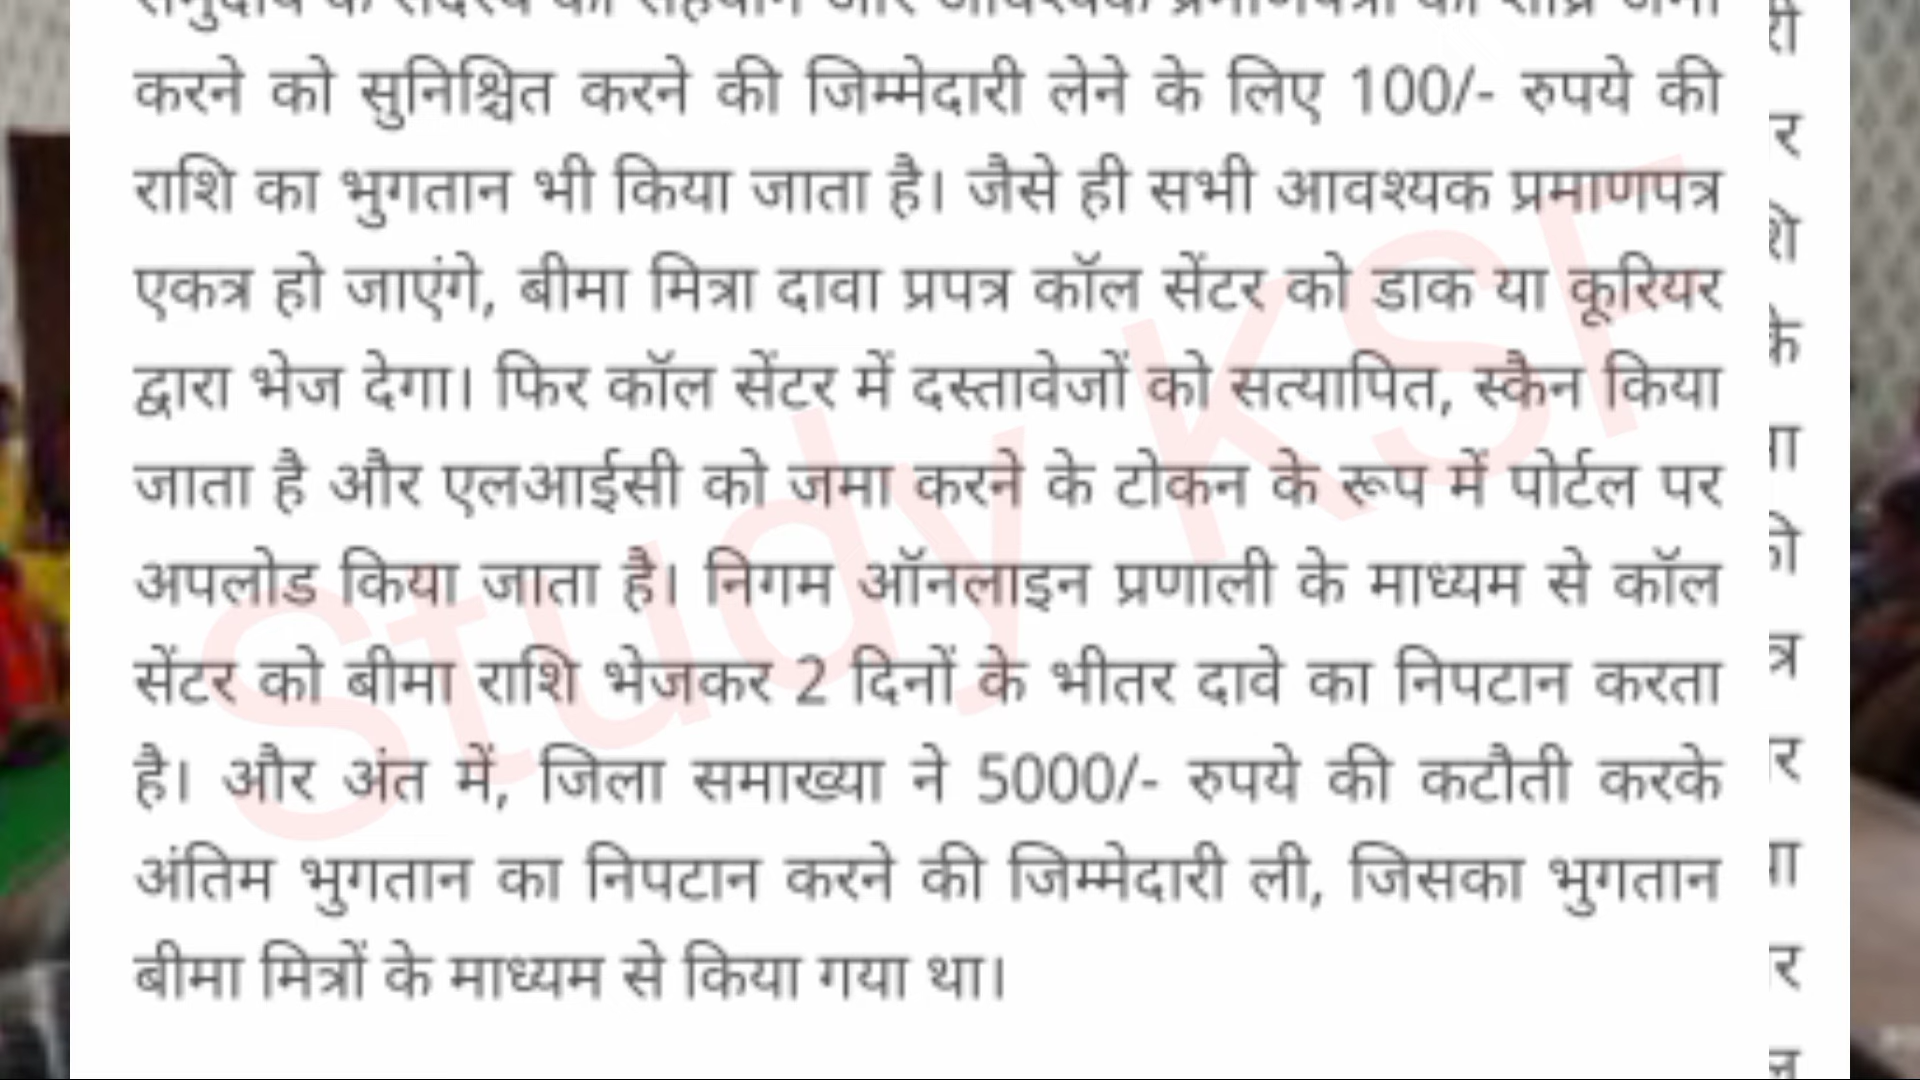 करने को सुनिश्चित करने की जिम्मेदारी लेने के लिए 100/- रुपये की
राशि का भुगतान भी किया जाता है। जैसे ही सभी आवश्यक प्रमाणपत्र
एकत्र हो जाएंगे, बीमा मित्रा दावा प्रपत्र कॉल सेंटर को डाक या कूरियर
द्वारा भेज देगा। फिर कॉल सेंटर में दस्तावेजों को सत्यापित, स्कैन किया
जाता है और एलआईसी को जमा करने के टोकन के रूप में पोर्टल पर
अपलोड किया जाता है। निगम ऑनलाइन प्रणाली के माध्यम से कॉल
सेंटर को बीमा राशि भेजकर 2 दिनों के भीतर दावे का निपटान करता
है। और अंत में, जिला समाख्या ने 5000/- रुपये की कटौती करके
अंतिम भुगतान का निपटान करने की जिम्मेदारी ली, जिसका भुगतान
बीमा मित्रों के माध्यम से किया गया था।
Study